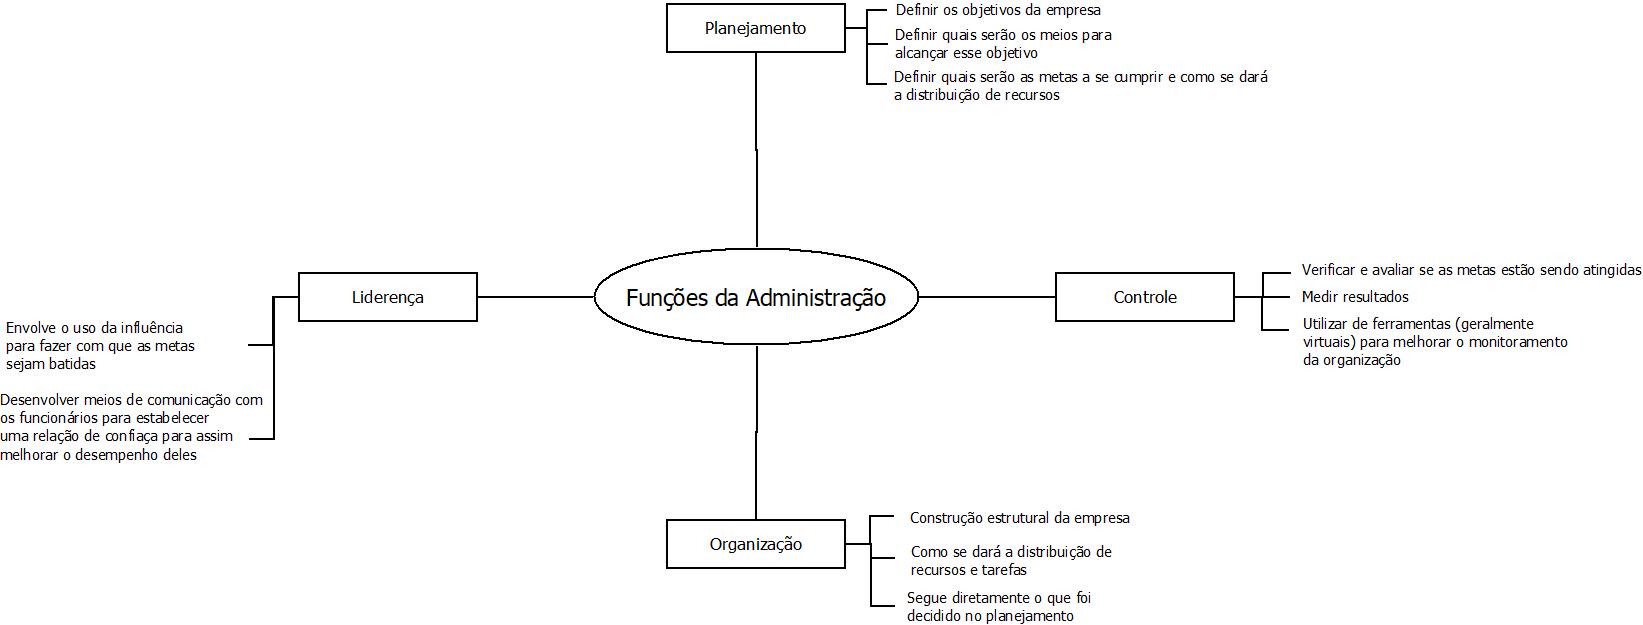 Planejamento
Definir os objetivos da empresa
Definir quais serão os meios para
alcançar esse objetivo
Definir quais serão as metas a se cumprir e como se dará
a distribuição de recursos
Liderença
Envolve o uso da influência
para fazer com que as metas
sejam batidas
Desenvolver meios de comunicação com
os funcionários para estabelecer
uma relação de confiaça para assim
melhorar o desempenho deles
Funções da Administração
Controle
Verificar e avaliar se as metas estão sendo atingidas
Medir resultados
Utilizar de ferramentas (geralmente
virtuais) para melhorar o monitoramento
da organização
Organização
Construção estrutural da empresa
Como se dará a distribuição de
recursos e tarefas
Segue diretamente o que foi
decidido no planejamento